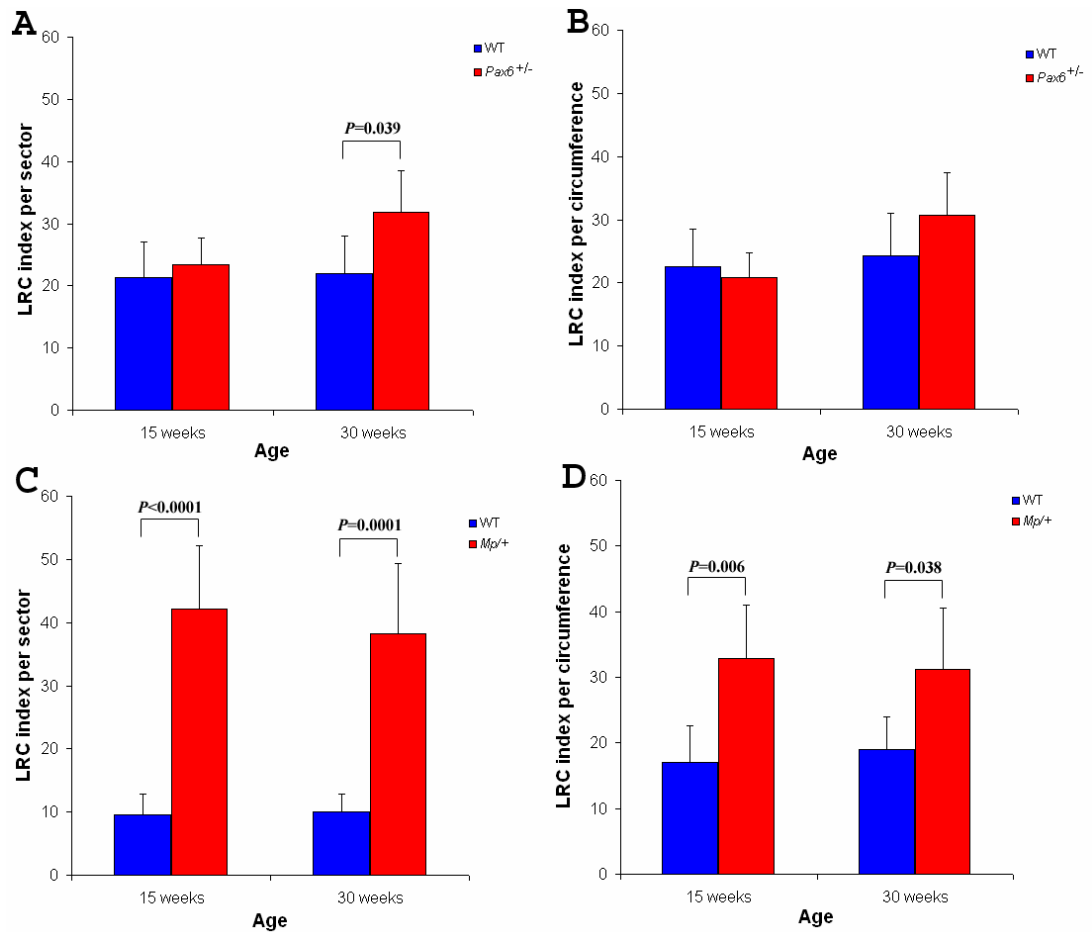 A
60
50
40
30
20
10
0
LRC index per sector
WT
Pax6+/-
P=0.039
15 weeks
30 weeks
Age
B
60
50
40
30
20
10
0
LRC index per circumference
WT
Pax6+/-
15 weeks
30 weeks
Age
C
60
50
40
30
20
10
0
LRC index per sector
WT
Mp/+
P<0.0001
P=0.0001
15 weeks
30 weeks
Age
D
60
50
40
30
20
10
0
LRC index per circumference
WT
Mp/+
P=0.006
P=0.038
15 weeks
30 weeks
Age